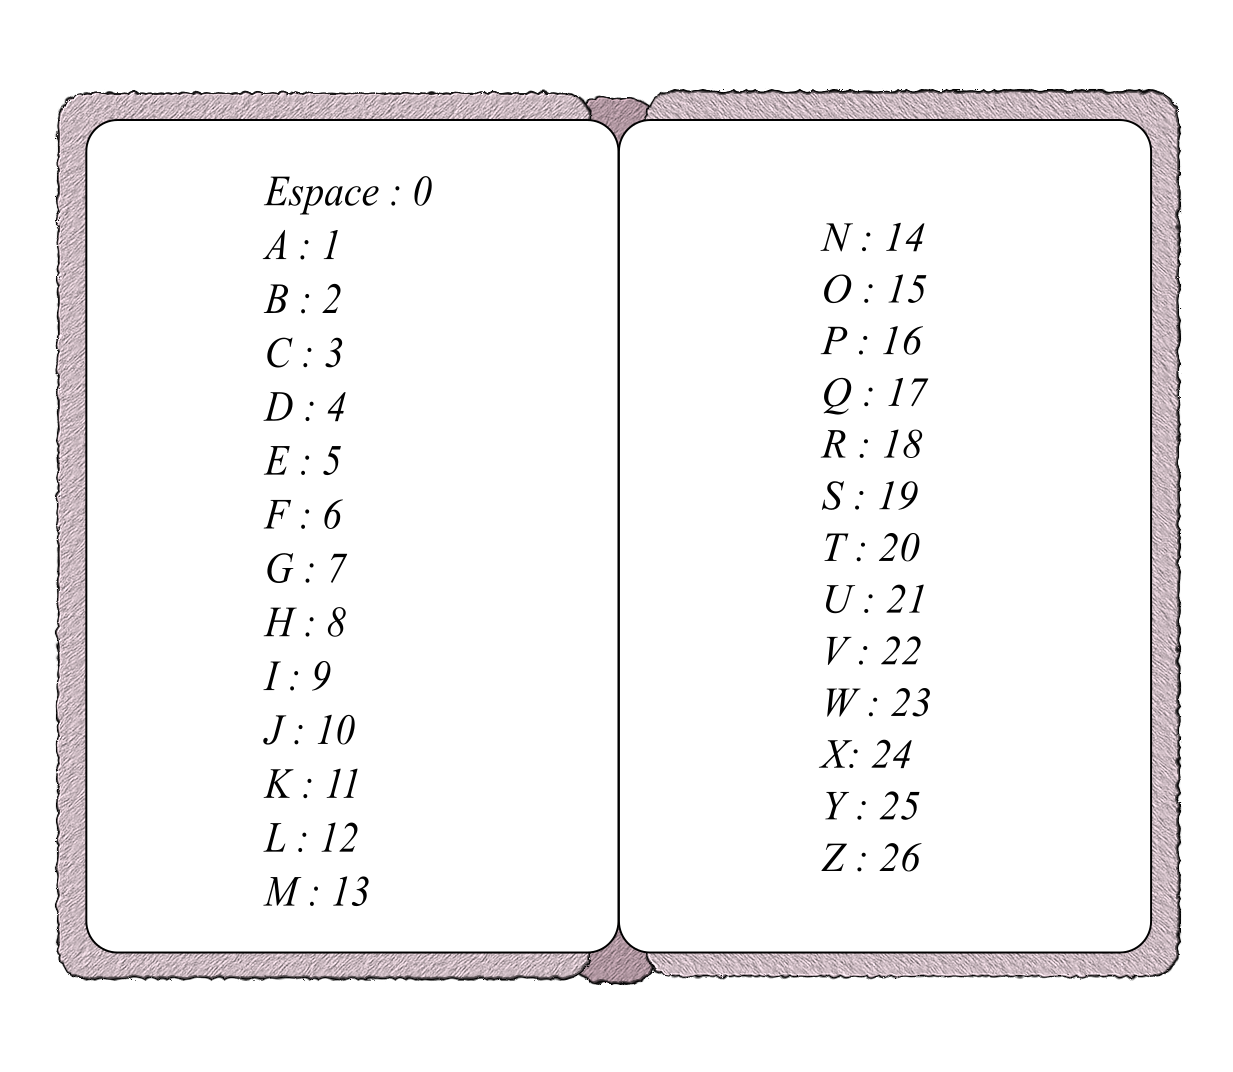 Espace : 0
A : 1
B : 2
C : 3
D : 4
E : 5
F : 6
G : 7
H : 8
I : 9
J : 10
K : 11
L : 12
M : 13
N : 14
O : 15
P : 16
Q : 17
R : 18
S : 19
T : 20
U : 21
V : 22
W : 23
X: 24
Y : 25
Z : 26